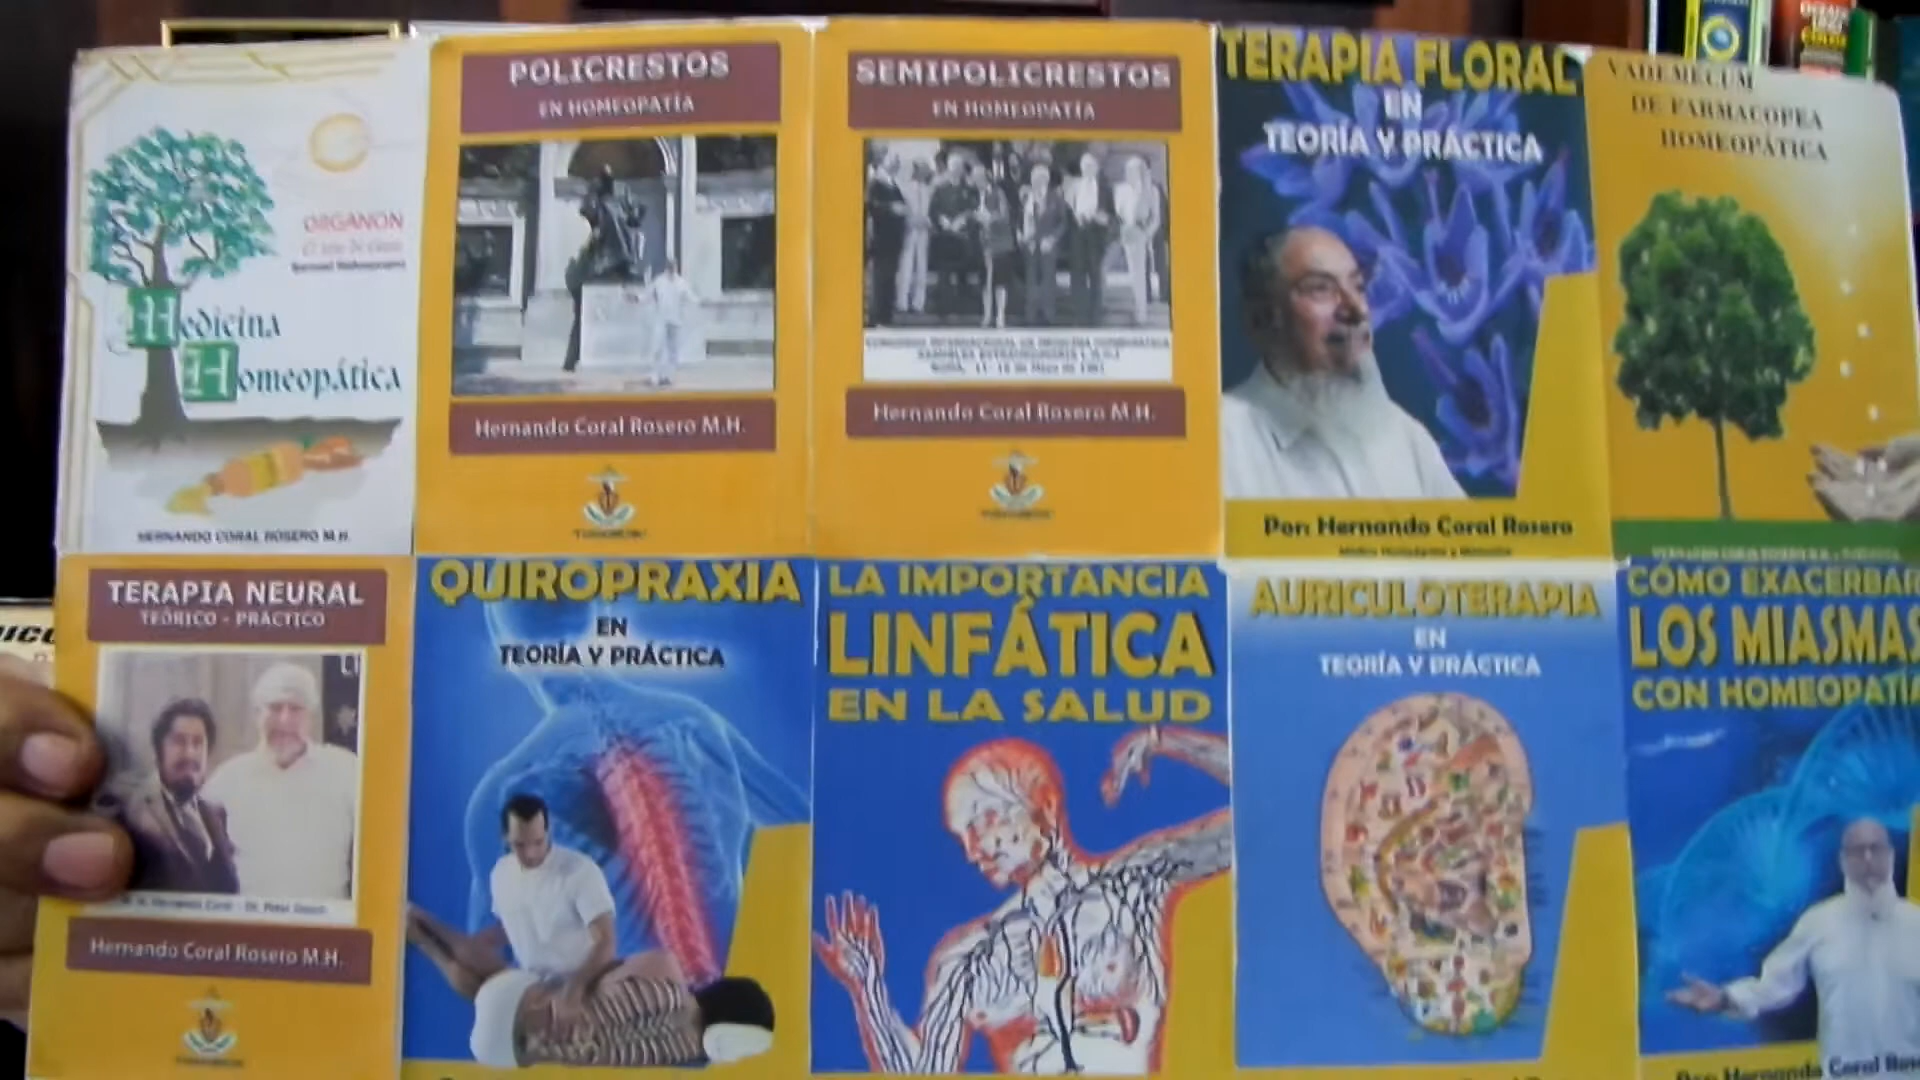 ORGANON
Medicina
Homeopática
HERNANDO CORAL ROSERO M.H.
POLICRESTOS
EN HOMEOPATÍA
Hernando Coral Rosero M.H.
SEMIPOLICRESTOS
EN HOMEOPATÍA
Hernando Coral Rosero M.H.
TERAPIA FLORAL
EN
TEORÍA Y PRÁCTICA
Por: Hernando Coral Rosero
VADEMECUM
DE FARMACOPEA
HOMEOPÁTICA
TERAPIA NEURAL
TEÓRICO - PRÁCTICO
Hernando Coral Rosero M.H.
QUIROPRAXIA
EN
TEORÍA Y PRÁCTICA
LA IMPORTANCIA
LINFÁTICA
EN LA SALUD
AURICULOTERAPIA
EN
TEORÍA Y PRÁCTICA
CÓMO EXACERBAR
LOS MIASMAS
CON HOMEOPATÍA
Por: Hernando Coral